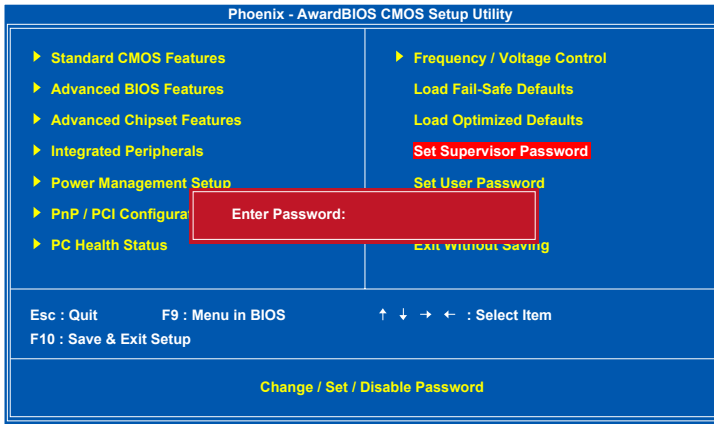 Phoenix - AwardBIOS CMOS Setup Utility
Standard CMOS Features
Advanced BIOS Features
Advanced Chipset Features
Integrated Peripherals
Power Management Setup
PnP / PCI Configurat
PC Health Status
Frequency / Voltage Control
Load Fail-Safe Defaults
Load Optimized Defaults
Set Supervisor Password
Set User Password
Exit Without Saving
Enter Password:
Esc : Quit F9 : Menu in BIOS ↑ ↓ → ← : Select Item
F10 : Save & Exit Setup
Change / Set / Disable Password